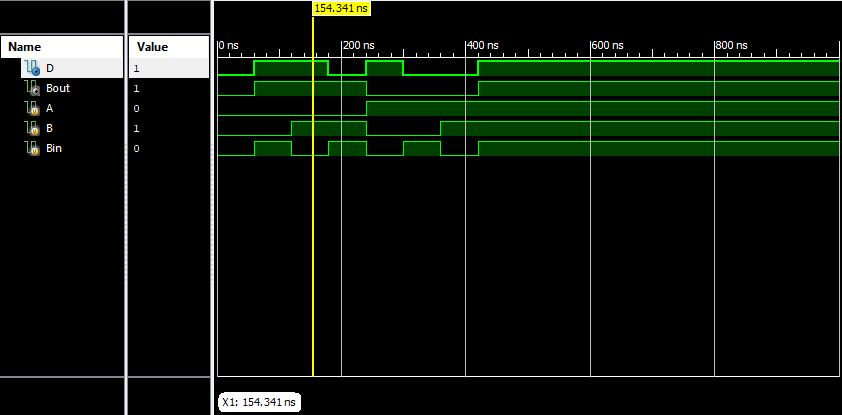 154.341 ns
Name Value 0 ns 200 ns 400 ns 600 ns 800 ns
D 1
Bout 1
A 0
B 1
Bin 0
X1: 154.341 ns